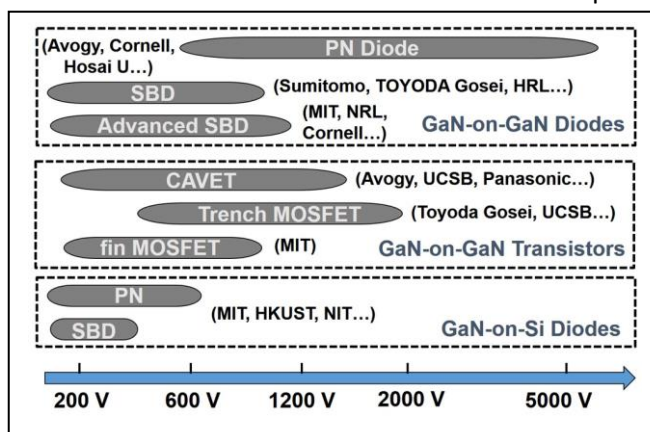 (Avogy, Cornell,
Hosai U…)
PN Diode
SBD
(Sumitomo, TOYODA Gosei, HRL…)
Advanced SBD
(MIT, NRL,
Cornell…)
GaN-on-GaN Diodes
CAVET
(Avogy, UCSB, Panasonic…)
Trench MOSFET
(Toyoda Gosei, UCSB…)
fin MOSFET
(MIT)
GaN-on-GaN Transistors
PN
(MIT, HKUST, NIT…)
SBD
GaN-on-Si Diodes
200 V
600 V
1200 V
2000 V
5000 V